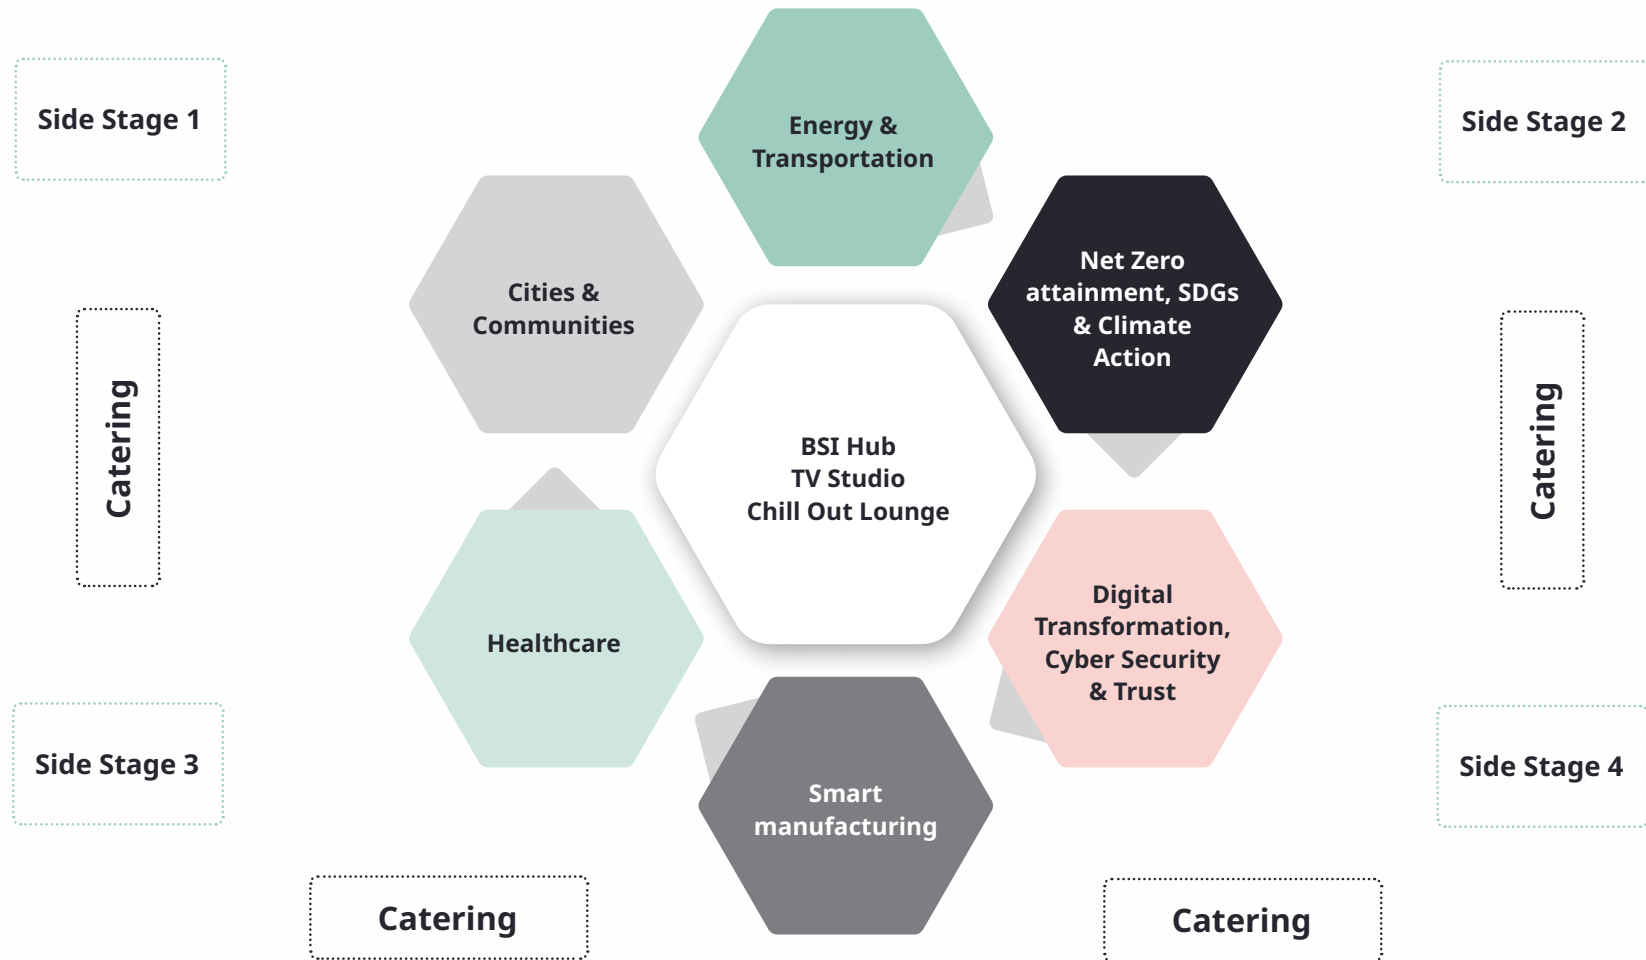 Side Stage 1
Energy &
Transportation
Side Stage 2
Cities &
Communities
Net Zero
attainment, SDGs
& Climate
Action
Catering
BSI Hub
TV Studio
Chill Out Lounge
Catering
Healthcare
Digital
Transformation,
Cyber Security
& Trust
Side Stage 3
Smart
manufacturing
Side Stage 4
Catering
Catering